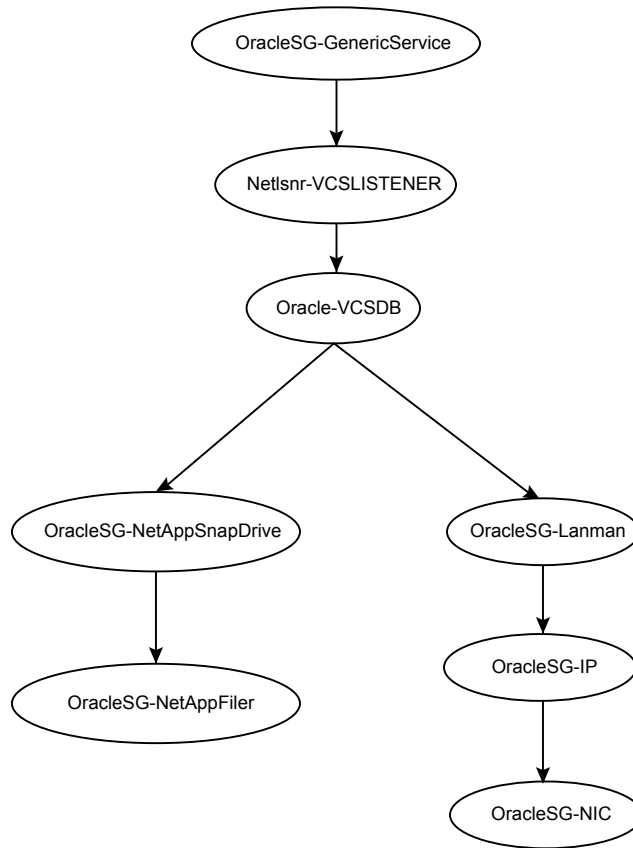 OracleSG-GenericService
Netlsnr-VCSLISTENER
Oracle-VCSDB
OracleSG-NetAppSnapDrive
OracleSG-Lanman
OracleSG-IP
OracleSG-NetAppFiler
OracleSG-NIC